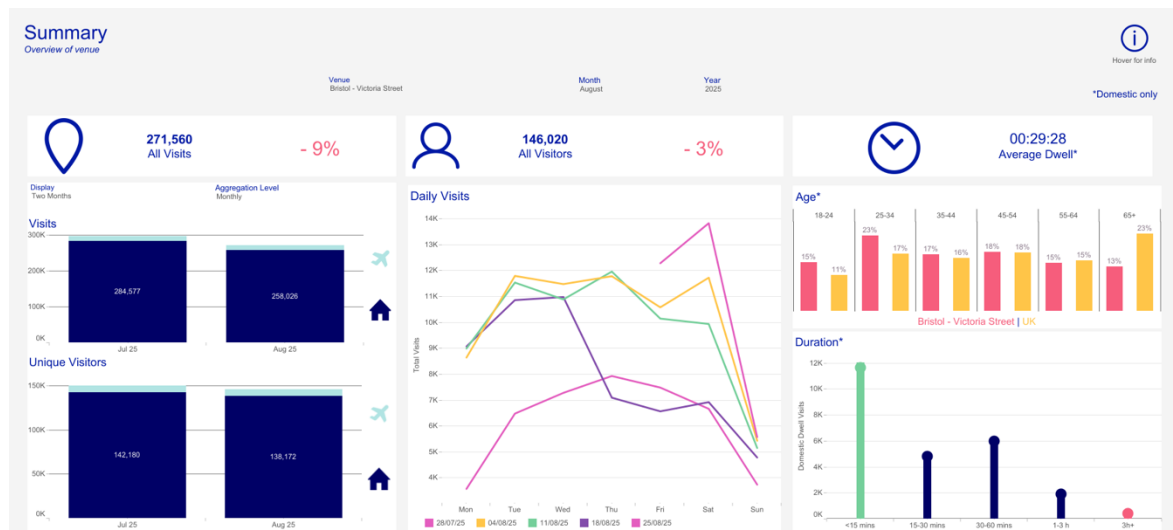 Summary
Overview of venue
Hover for info
Venue
Bristol - Victoria Street
Month
August
Year
2025
*Domestic only
271,560
All Visits
- 9%
146,020
All Visitors
- 3%
00:29:28
Average Dwell*
Display
Two Months
Aggregation Level
Monthly
Visits
300K
200K
100K
0K
284,577
258,026
Jul 25
Aug 25
Unique Visitors
150K
100K
50K
0K
142,180
138,172
Jul 25
Aug 25
Daily Visits
Total Visits
14K
13K
12K
11K
10K
9K
8K
7K
6K
5K
4K
Mon
Tue
Wed
Thu
Fri
Sat
Sun
28/07/25
04/08/25
11/08/25
18/08/25
25/08/25
Age*
18-24
25-34
35-44
45-54
55-64
65+
15%
11%
23%
17%
17%
16%
18%
18%
15%
15%
13%
23%
Bristol - Victoria Street | UK
Duration*
Domestic Dwell Visits
12K
10K
8K
6K
4K
2K
0K
<15 mins
15-30 mins
30-60 mins
1-3 h
3h+